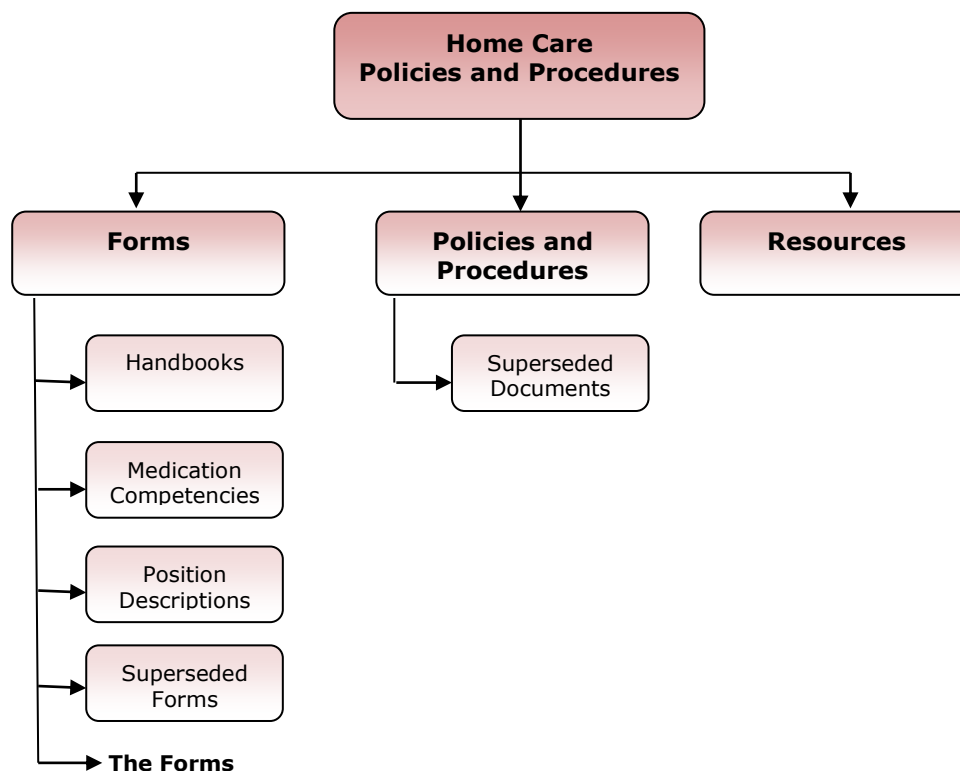 Home Care
Policies and Procedures
Forms
Policies and
Procedures
Resources
Handbooks
Superseded
Documents
Medication
Competencies
Position
Descriptions
Superseded
Forms
The Forms